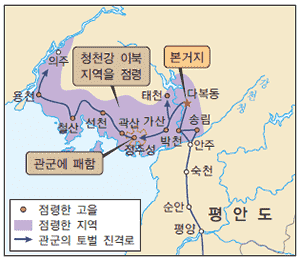 의주
청천강 이북
지역을 점령
본거지
용천
태천
다복동
철산
선천
곽산
가산
송림
정주성
박천
안주
관군에 패함
숙천
순안
평안도
평양
점령한 고을
점령한 지역
관군의 토벌 진격로